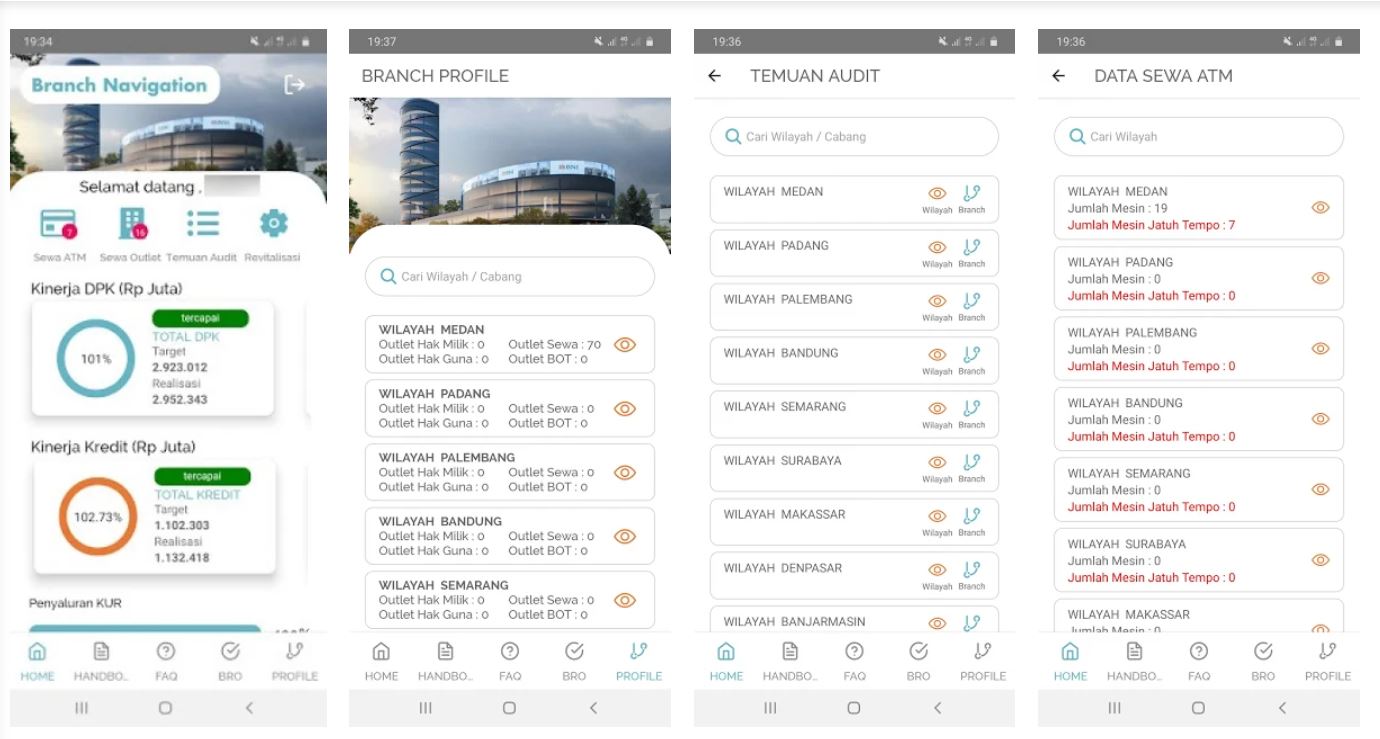 19:34
Branch Navigation
Selamat datang ,
7
16
Sewa ATM Sewa Outlet Temuan Audit Revitalisasi
Kinerja DPK (Rp Juta)
tercapai
TOTAL DPK
101%
Target
2.923.012
Realisasi
2.952.343
Kinerja Kredit (Rp Juta)
tercapai
TOTAL KREDIT
102.73%
Target
1.102.303
Realisasi
1.132.418
Penyaluran KUR
HOME HANDBO... FAQ BRO PROFILE
19:37
BRANCH PROFILE
BNI
Cari Wilayah / Cabang
WILAYAH MEDAN
Outlet Hak Milik : 0 Outlet Sewa : 70
Outlet Hak Guna : 0 Outlet BOT : 0
WILAYAH PADANG
Outlet Hak Milik : 0 Outlet Sewa : 0
Outlet Hak Guna : 0 Outlet BOT : 0
WILAYAH PALEMBANG
Outlet Hak Milik : 0 Outlet Sewa : 0
Outlet Hak Guna : 0 Outlet BOT : 0
WILAYAH BANDUNG
Outlet Hak Milik : 0 Outlet Sewa : 0
Outlet Hak Guna : 0 Outlet BOT : 0
WILAYAH SEMARANG
Outlet Hak Milik : 0 Outlet Sewa : 0
Outlet Hak Guna : 0 Outlet BOT : 0
HOME HANDBO... FAQ BRO PROFILE
19:36
TEMUAN AUDIT
Cari Wilayah / Cabang
WILAYAH MEDAN
Wilayah Branch
WILAYAH PADANG
Wilayah Branch
WILAYAH PALEMBANG
Wilayah Branch
WILAYAH BANDUNG
Wilayah Branch
WILAYAH SEMARANG
Wilayah Branch
WILAYAH SURABAYA
Wilayah Branch
WILAYAH MAKASSAR
Wilayah Branch
WILAYAH DENPASAR
Wilayah Branch
WILAYAH BANJARMASIN
HOME HANDBO... FAQ BRO PROFILE
19:36
DATA SEWA ATM
Cari Wilayah
WILAYAH MEDAN
Jumlah Mesin : 19
Jumlah Mesin Jatuh Tempo : 7
WILAYAH PADANG
Jumlah Mesin : 0
Jumlah Mesin Jatuh Tempo : 0
WILAYAH PALEMBANG
Jumlah Mesin : 0
Jumlah Mesin Jatuh Tempo : 0
WILAYAH BANDUNG
Jumlah Mesin : 0
Jumlah Mesin Jatuh Tempo : 0
WILAYAH SEMARANG
Jumlah Mesin : 0
Jumlah Mesin Jatuh Tempo : 0
WILAYAH SURABAYA
Jumlah Mesin : 0
Jumlah Mesin Jatuh Tempo : 0
WILAYAH MAKASSAR
Jumlah Mesin : 0
HOME HANDBO... FAQ BRO PROFILE